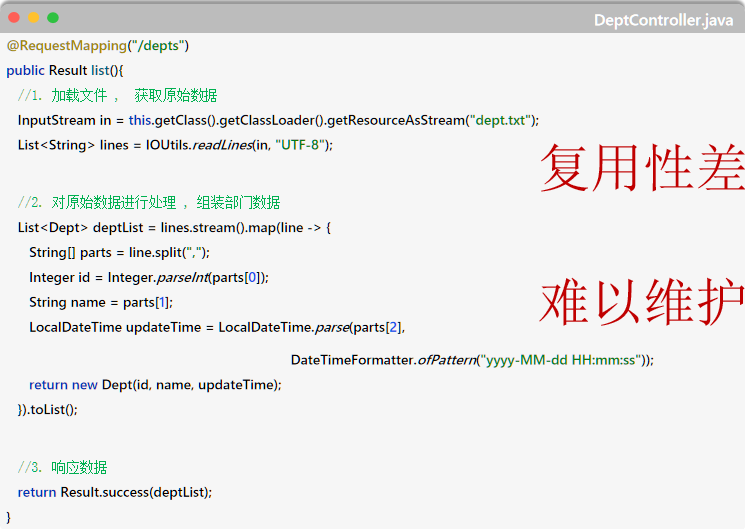 DeptController.java
@RequestMapping("/depts")
public Result list(){
//1. 加载文件 ， 获取原始数据
InputStream in = this.getClass().getClassLoader().getResourceAsStream("dept.txt");
List<String> lines = IOUtils.readLines(in, "UTF-8");
复用性差
//2. 对原始数据进行处理 ，组装部门数据
List<Dept> deptList = lines.stream().map(line -> {
String[] parts = line.split(",");
Integer id = Integer.parseInt(parts[0]);
String name = parts[1];
难以维护
LocalDateTime updateTime = LocalDateTime.parse(parts[2],
DateTimeFormatter.ofPattern("yyyy-MM-dd HH:mm:ss"));
return new Dept(id, name, updateTime);
}).toList();
//3. 响应数据
return Result.success(deptList);
}